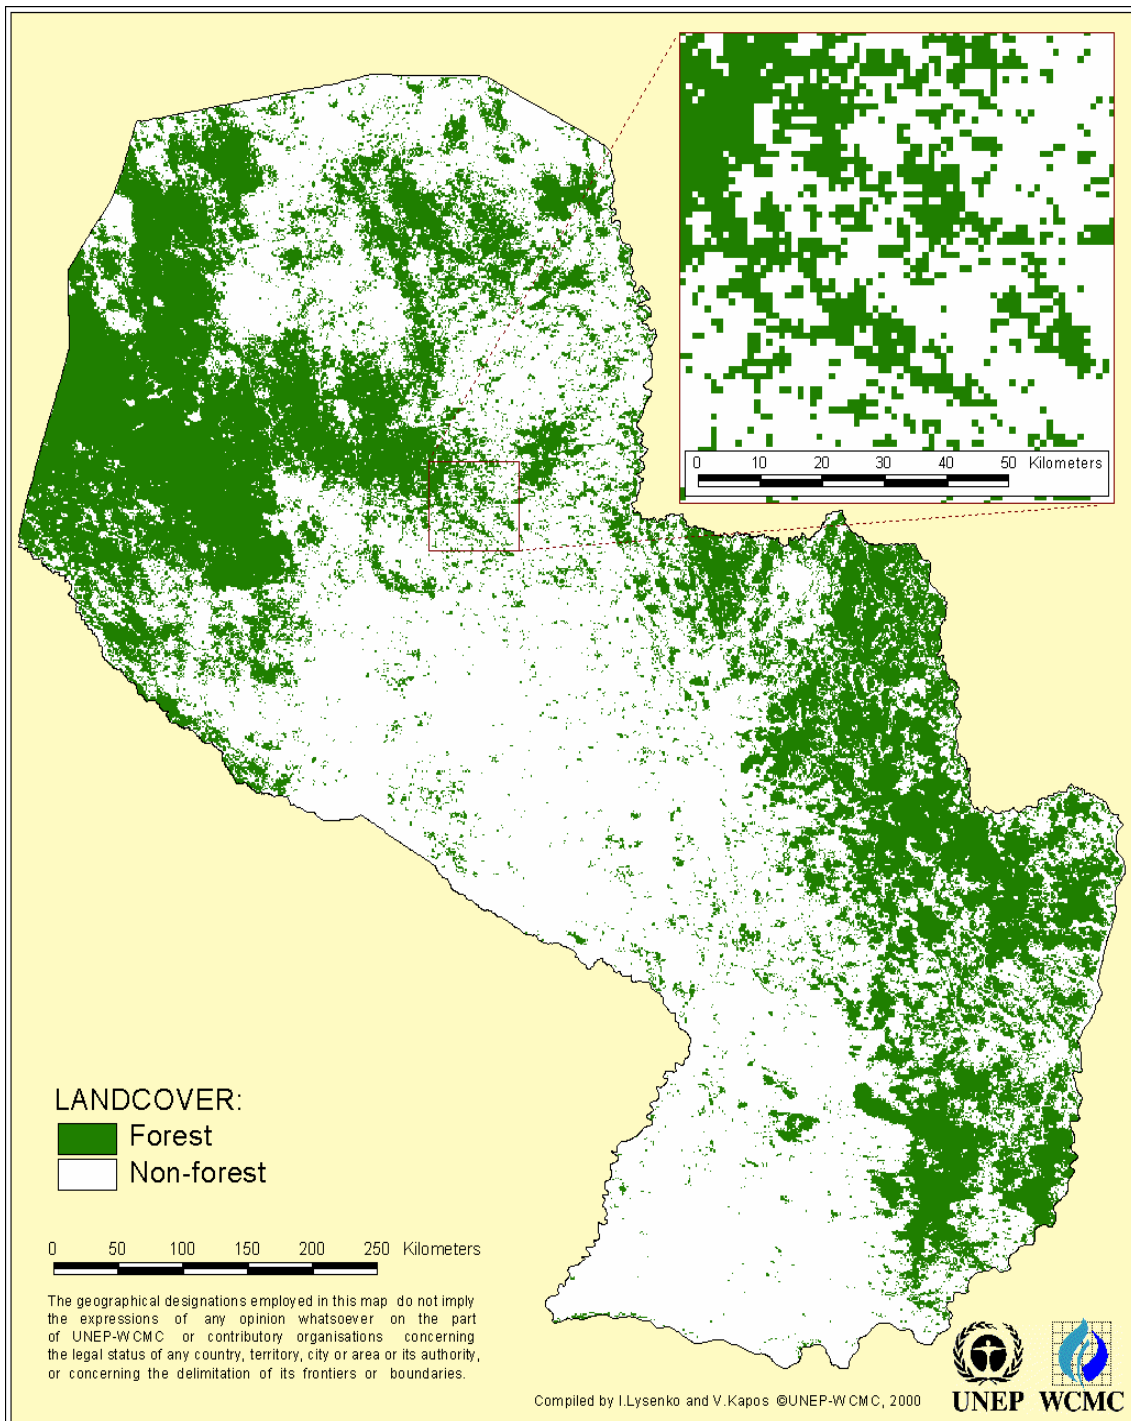 0 10 20 30 40 50 Kilometers
LANDCOVER:
Forest
Non-forest
0 50 100 150 200 250 Kilometers
The geographical designations employed in this map do not imply
the expressions of any opinion whatsoever on the part
of UNEP-WCMC or contributory organisations concerning
the legal status of any country, territory, city or area or its authority,
or concerning the delimitation of its frontiers or boundaries.
Compiled by I.Lysenko and V.Kapos ©UNEP-WCMC, 2000
UNEP WCMC